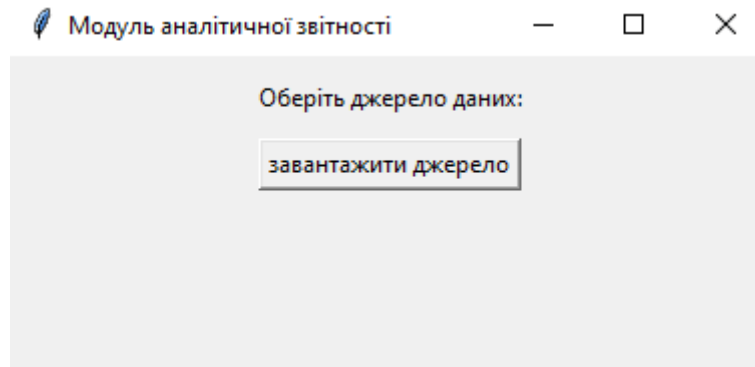 Модуль аналітичної звітності
Оберіть джерело даних:
завантажити джерело